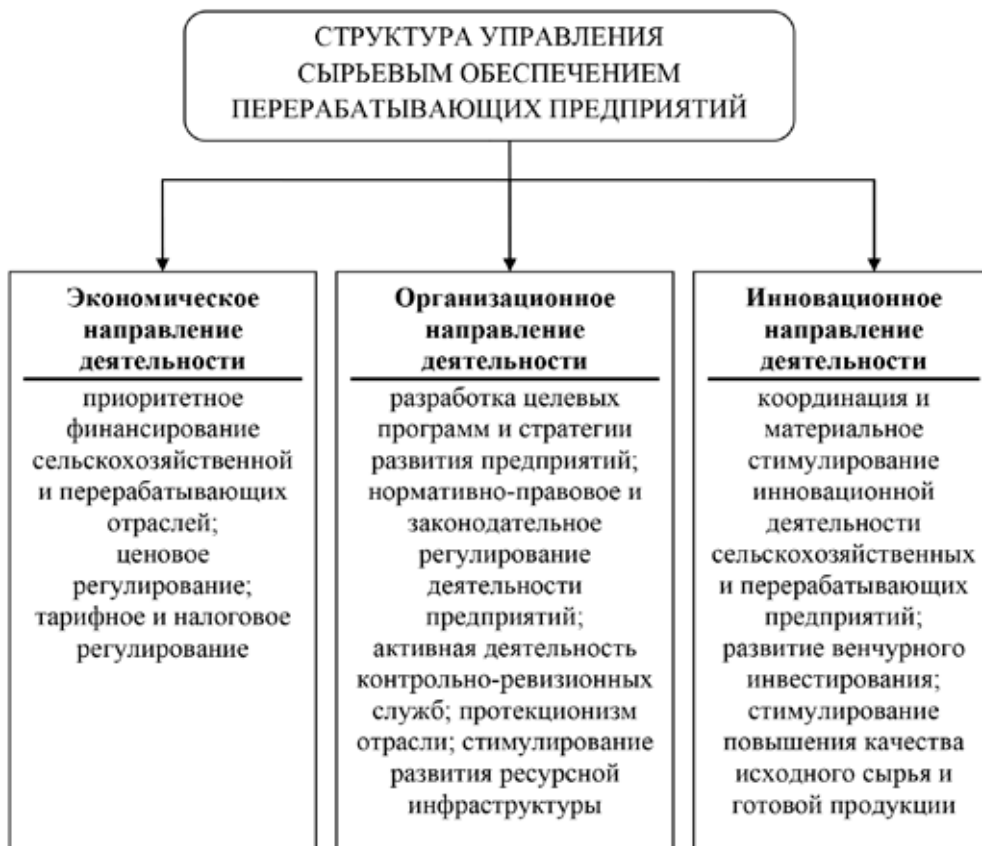 СТРУКТУРА УПРАВЛЕНИЯ
СЫРЬЕВЫМ ОБЕСПЕЧЕНИЕМ
ПЕРЕРАБАТЫВАЮЩИХ ПРЕДПРИЯТИЙ
Экономическое
направление
деятельности
приоритетное
финансирование
сельскохозяйственной
и перерабатывающих
отраслей;
ценовое
регулирование;
тарифное и налоговое
регулирование
Организационное
направление
деятельности
разработка целевых
программ и стратегии
развития предприятий;
нормативно-правовое и
законодательное
регулирование
деятельности
предприятий;
активная деятельность
контрольно-ревизионных
служб; протекционизм
отрасли; стимулирование
развития ресурсной
инфраструктуры
Инновационное
направление
деятельности
координация и
материальное
стимулирование
инновационной
деятельности
сельскохозяйственных
и перерабатывающих
предприятий;
развитие венчурного
инвестирования;
стимулирование
повышения качества
исходного сырья и
готовой продукции